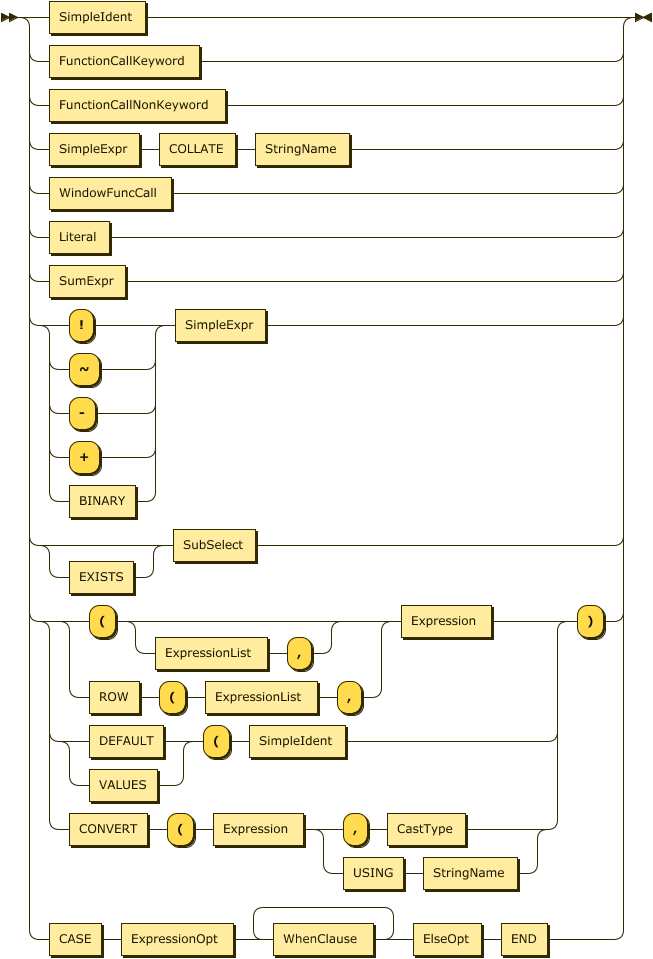 SimpleIdent
FunctionCallKeyword
FunctionCallNonKeyword
SimpleExpr COLLATE StringName
WindowFuncCall
Literal
SumExpr
! SimpleExpr
~
-
+
BINARY
SubSelect
EXISTS
( Expression )
ExpressionList ,
ROW ( ExpressionList ,
DEFAULT ( SimpleIdent
VALUES
CONVERT ( Expression , CastType
USING StringName
CASE ExpressionOpt WhenClause ElseOpt END